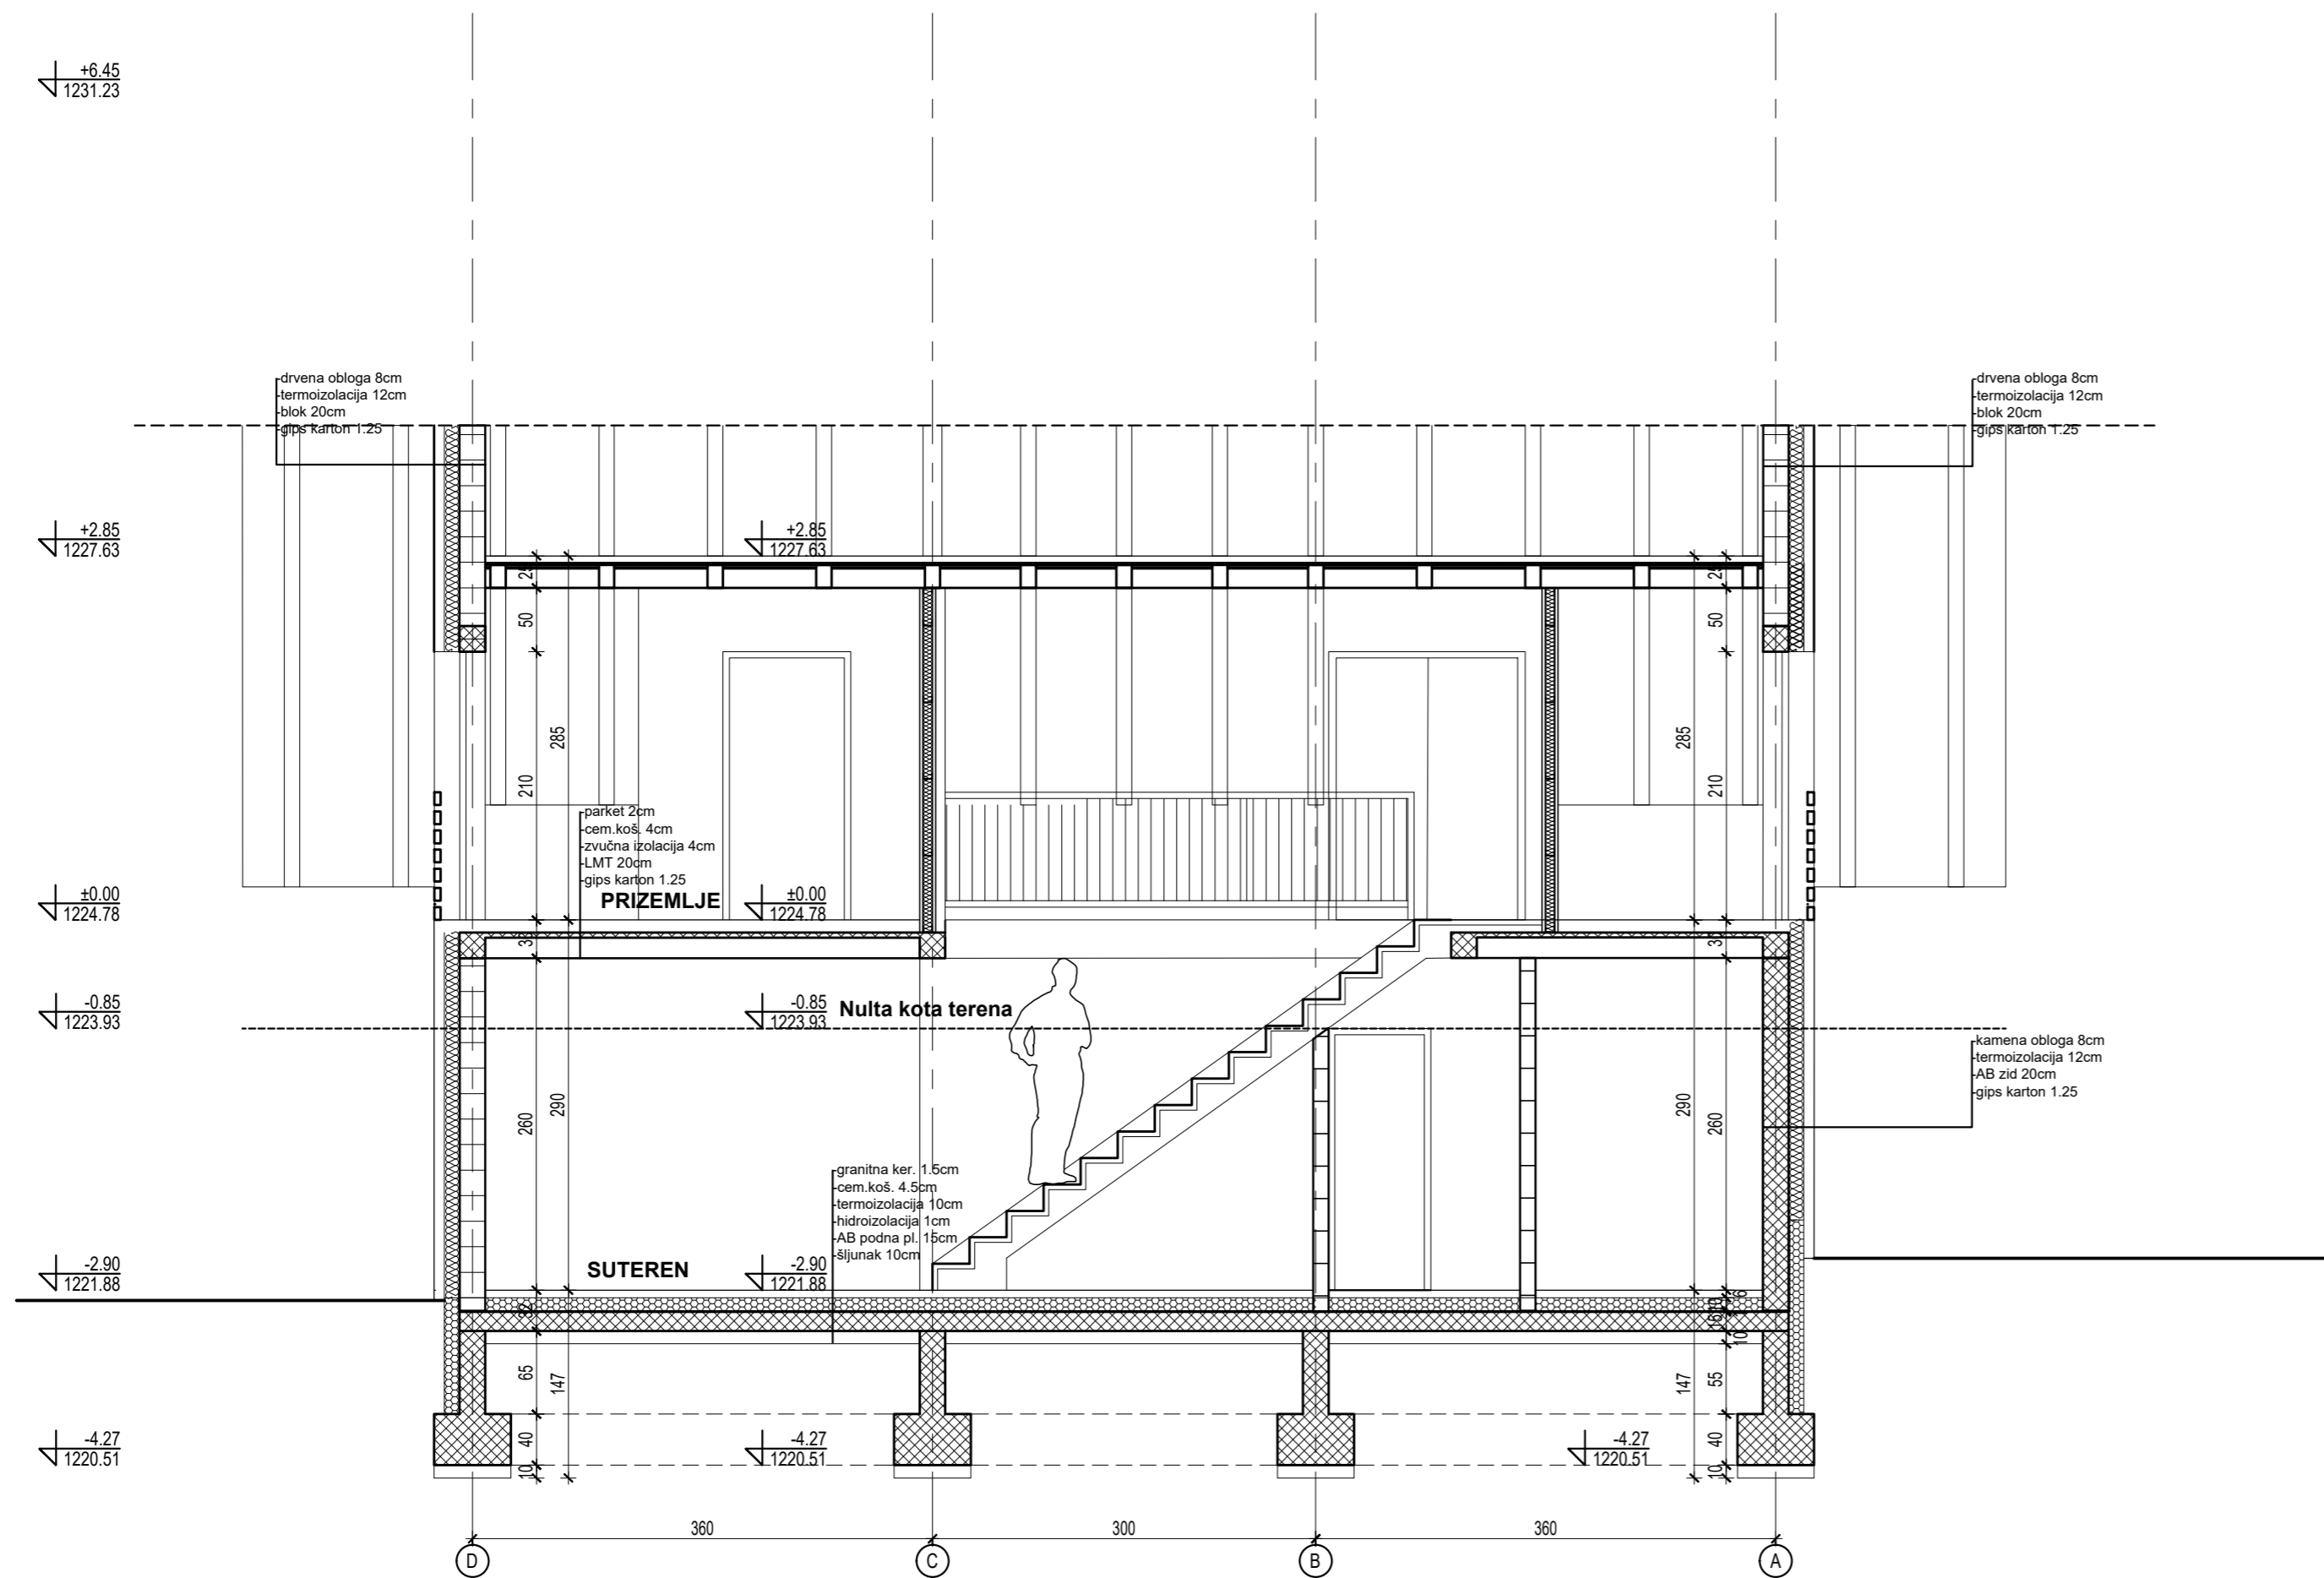 +6.45
1231.23
-drvena obloga 8cm
-termoizolacija 12cm
-blok 20cm
-gips karton 1.25
-drvena obloga 8cm
-termoizolacija 12cm
-blok 20cm
-gips karton 1.25
+2.85
1227.63
+2.85
1227.63
25
25
50
50
285
285
210
210
-parket 2cm
-cem.koš. 4cm
-zvučna izolacija 4cm
-LMT 20cm
-gips karton 1.25
PRIZEMLJE
±0.00
1224.78
±0.00
1224.78
-0.85
1223.93
-0.85
1223.93
Nulta kota terena
-kamena obloga 8cm
-termoizolacija 12cm
-AB zid 20cm
-gips karton 1.25
260
290
290
260
-granitna ker. 1.5cm
-cem.koš. 4.5cm
-termoizolacija 10cm
-hidroizolacija 1cm
-AB podna pl. 15cm
-šljunak 10cm
SUTEREN
-2.90
1221.88
-2.90
1221.88
32
6
10
10
65
147
147
55
-4.27
1220.51
-4.27
1220.51
-4.27
1220.51
40
40
10
10
360
300
360
D
C
B
A